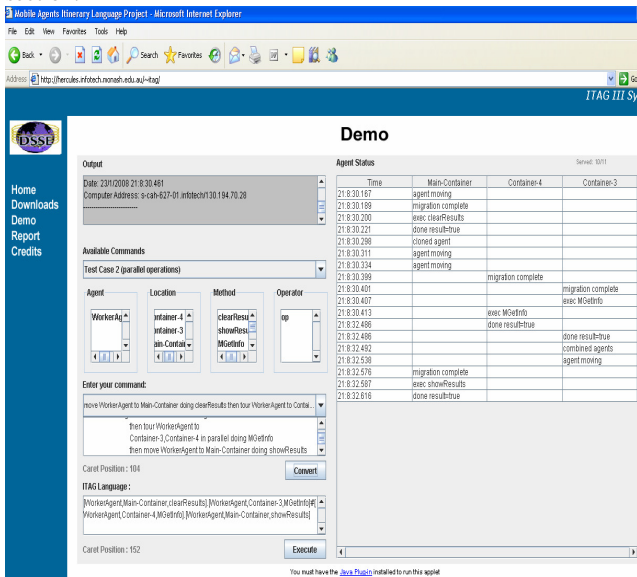 Mobile Agents Itinerary Language Project - Microsoft Internet Explorer
File Edit View Favorites Tools Help
Back Search Favorites
Address http://hercules.infotech.monash.edu.au/~itag/ Go
ITAG III Sy
DSSE
Home
Downloads
Demo
Report
Credits
Demo
Output
Date: 23/1/2008 21:8:30.461
Computer Address: s-cah-627-01.infotech/130.194.70.28
-------------------------
Available Commands
Test Case 2 (parallel operations)
Agent Location Method Operator
WorkerAg ontainer-4 clearResu op
ontainer-3 showResu
ain-Contain MGetInfo
Enter your command:
move WorkerAgent to Main-Container doing clearResults then tour WorkerAgent to Contai...
then tour WorkerAgent to
Container-3,Container-4 in parallel doing MGetInfo
then move WorkerAgent to Main-Container doing showResults
Caret Position : 184 Convert
ITAG Language :
[WorkerAgent,Main-Container,clearResults].[WorkerAgent,Container-3,MGetInfo]#[
WorkerAgent,Container-4,MGetInfo].[WorkerAgent,Main-Container,showResults]
Caret Position : 152 Execute
Agent Status Served: 10/11
Time Main-Container Container-4 Container-3
21:8:30.167 agent moving
21:8:30.189 migration complete
21:8:30.200 exec clearResults
21:8:30.221 done result=true
21:8:30.298 cloned agent
21:8:30.311 agent moving
21:8:30.334 agent moving
21:8:30.399 migration complete
21:8:30.401 migration complete
21:8:30.407 exec MGetInfo
21:8:30.413 exec MGetInfo
21:8:32.486 done result=true
21:8:32.486 done result=true
21:8:32.492 combined agents
21:8:32.538 agent moving
21:8:32.576 migration complete
21:8:32.587 exec showResults
21:8:32.616 done result=true
You must have the Java Plug-in installed to run this applet